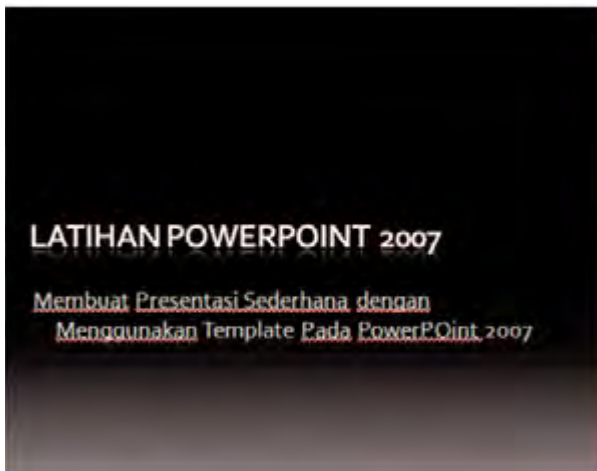 LATIHAN POWERPOINT 2007
Membuat Presentasi Sederhana dengan
Menggunakan Template Pada PowerPOint 2007